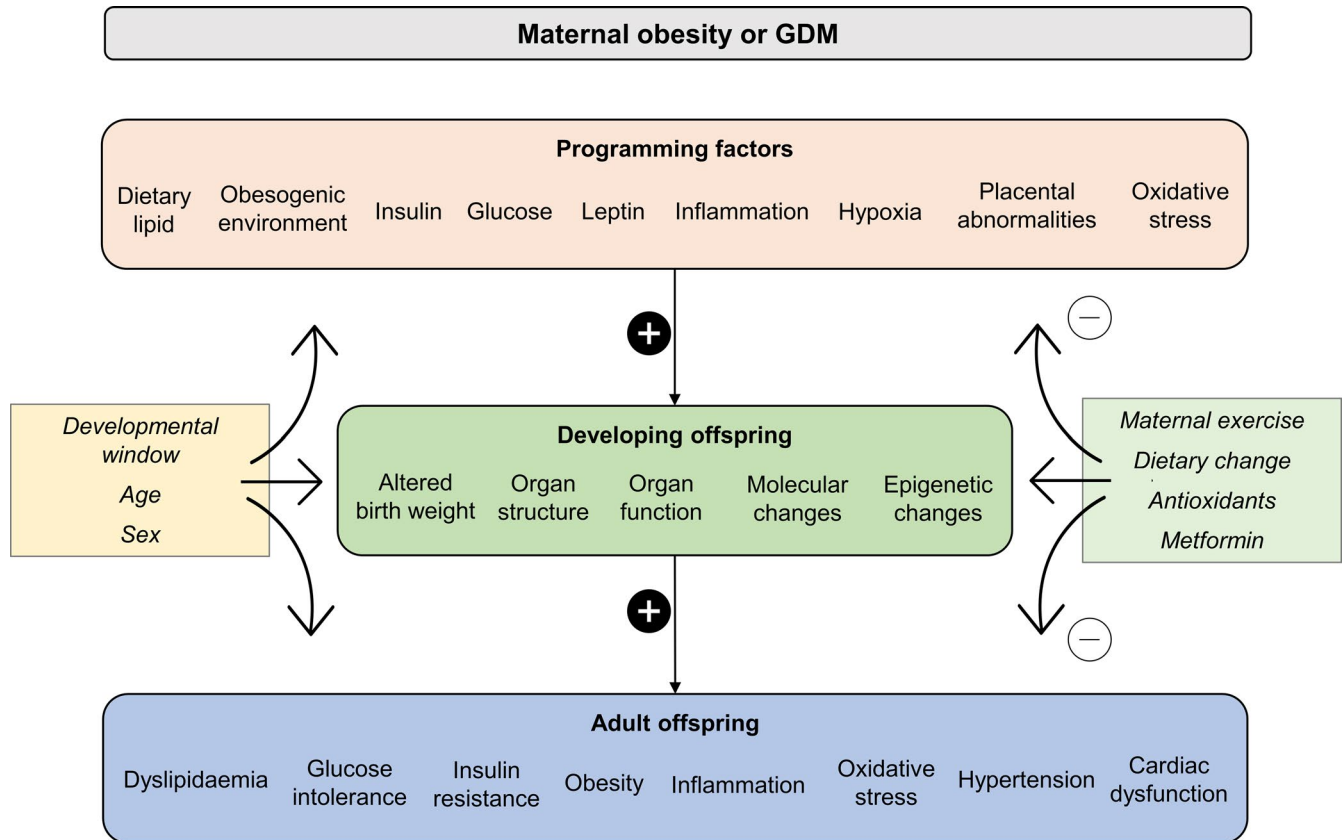 Maternal obesity or GDM
Programming factors
Dietary
lipid
Obesogenic
environment
Insulin
Glucose
Leptin
Inflammation
Hypoxia
Placental
abnormalities
Oxidative
stress
+
−
Developmental
window
Age
Sex
Developing offspring
Altered
birth weight
Organ
structure
Organ
function
Molecular
changes
Epigenetic
changes
Maternal exercise
Dietary change
Antioxidants
Metformin
+
−
Adult offspring
Dyslipidaemia
Glucose
intolerance
Insulin
resistance
Obesity
Inflammation
Oxidative
stress
Hypertension
Cardiac
dysfunction